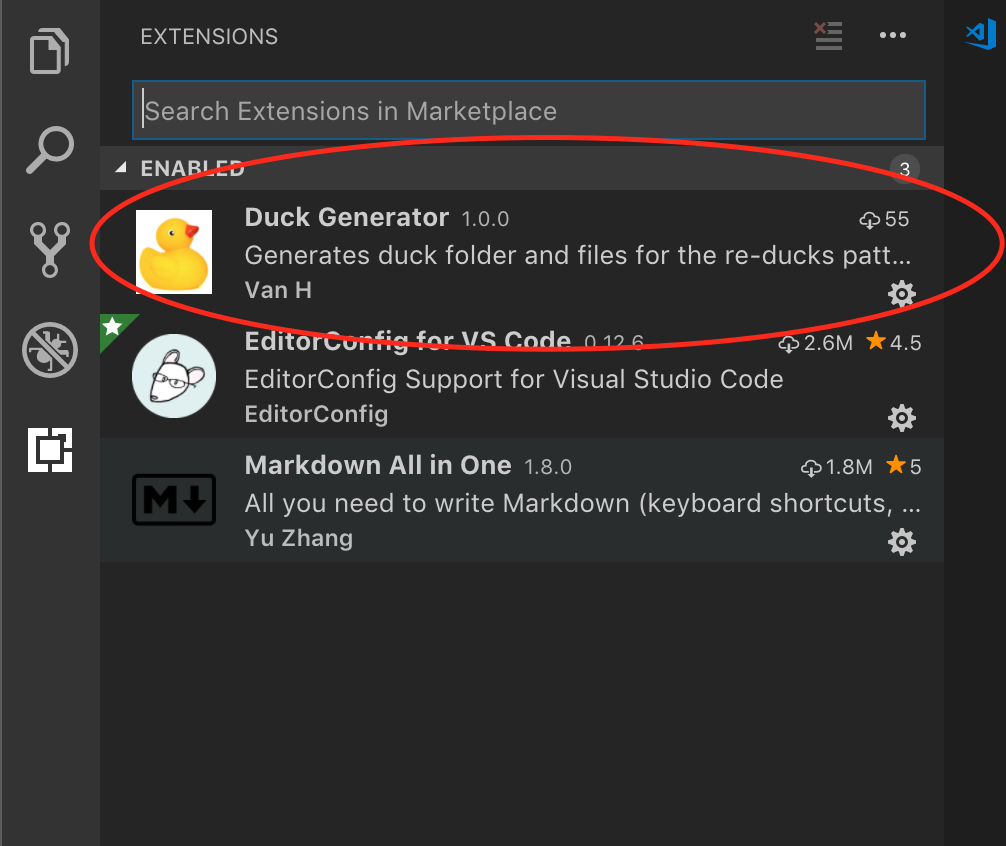 EXTENSIONS
Search Extensions in Marketplace
ENABLED 3
Duck Generator 1.0.0 55
Generates duck folder and files for the re-ducks patt...
Van H
EditorConfig for VS Code 0.12.6 2.6M 4.5
EditorConfig Support for Visual Studio Code
EditorConfig
Markdown All in One 1.8.0 1.8M 5
All you need to write Markdown (keyboard shortcuts, ...
Yu Zhang